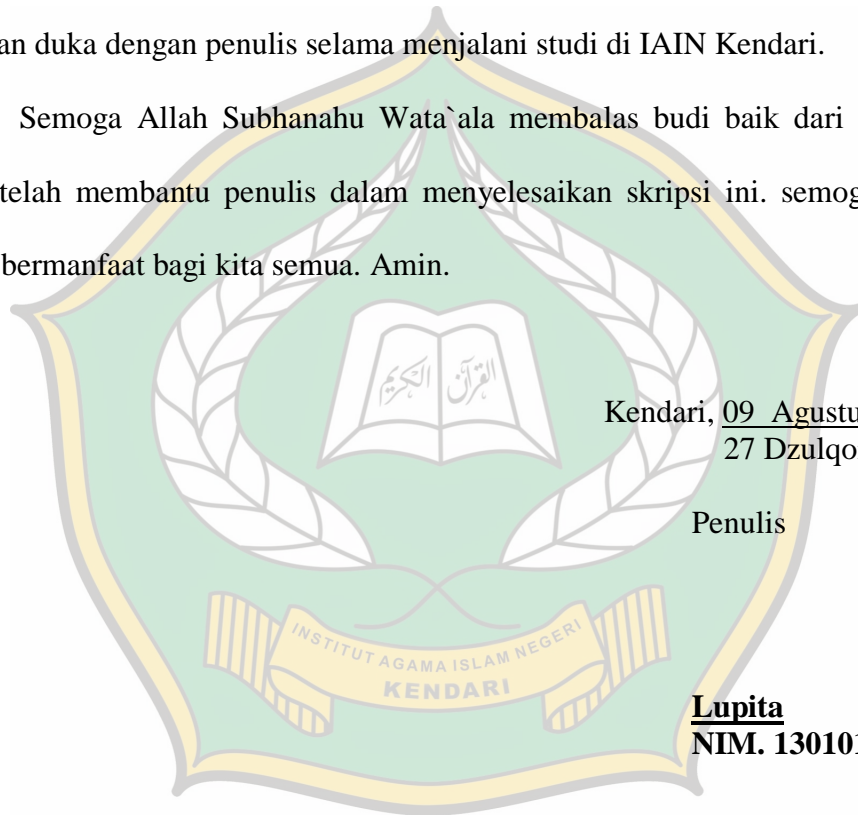 an duka dengan penulis selama menjalani studi di IAIN Kendari.
Semoga Allah Subhanahu Wata`ala membalas budi baik dari
telah membantu penulis dalam menyelesaikan skripsi ini. semog
bermanfaat bagi kita semua. Amin.
القرآن الكريم
Kendari, 09 Agustu
27 Dzulqo
Penulis
INSTITUT AGAMA ISLAM NEGERI
KENDARI
Lupita
NIM. 130101